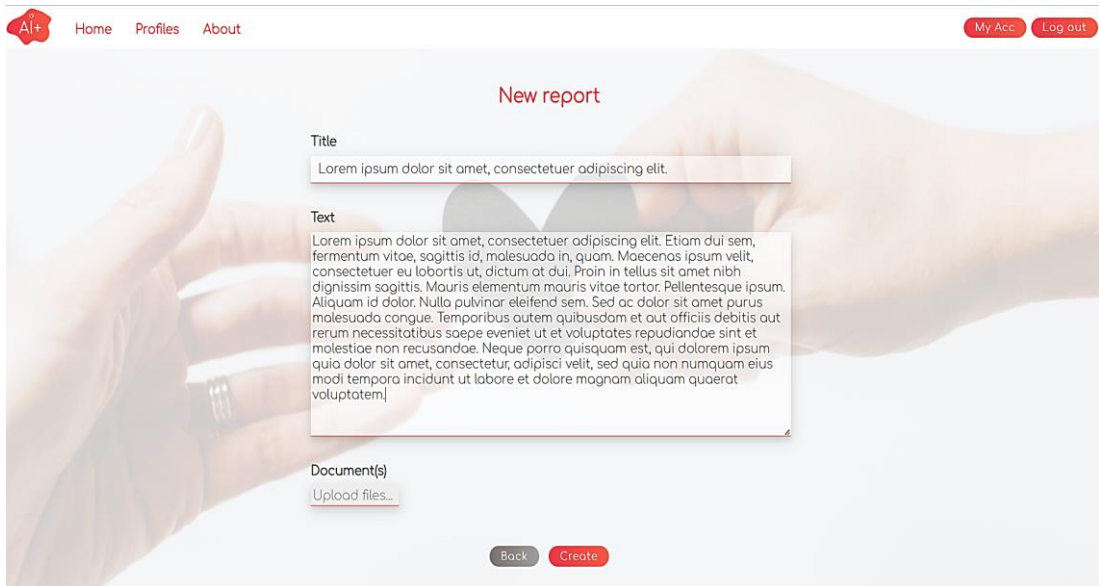 AI+
Home Profiles About
My Acc Log out
New report
Title
Lorem ipsum dolor sit amet, consectetuer adipiscing elit.
Text
Lorem ipsum dolor sit amet, consectetuer adipiscing elit. Etiam dui sem,
fermentum vitae, sagittis id, malesuada in, quam. Maecenas ipsum velit,
consectetuer eu lobortis ut, dictum at dui. Proin in tellus sit amet nibh
dignissim sagittis. Mauris elementum mauris vitae tortor. Pellentesque ipsum.
Aliquam id dolor. Nulla pulvinar eleifend sem. Sed ac dolor sit amet purus
malesuada congue. Temporibus autem quibusdam et aut officiis debitis aut
rerum necessitatibus saepe eveniet ut et voluptates repudiandae sint et
molestiae non recusandae. Neque porro quisquam est, qui dolorem ipsum
quia dolor sit amet, consectetur, adipisci velit, sed quia non numquam eius
modi tempora incidunt ut labore et dolore magnam aliquam quaerat
voluptatem.
Document(s)
Upload files...
Back Create